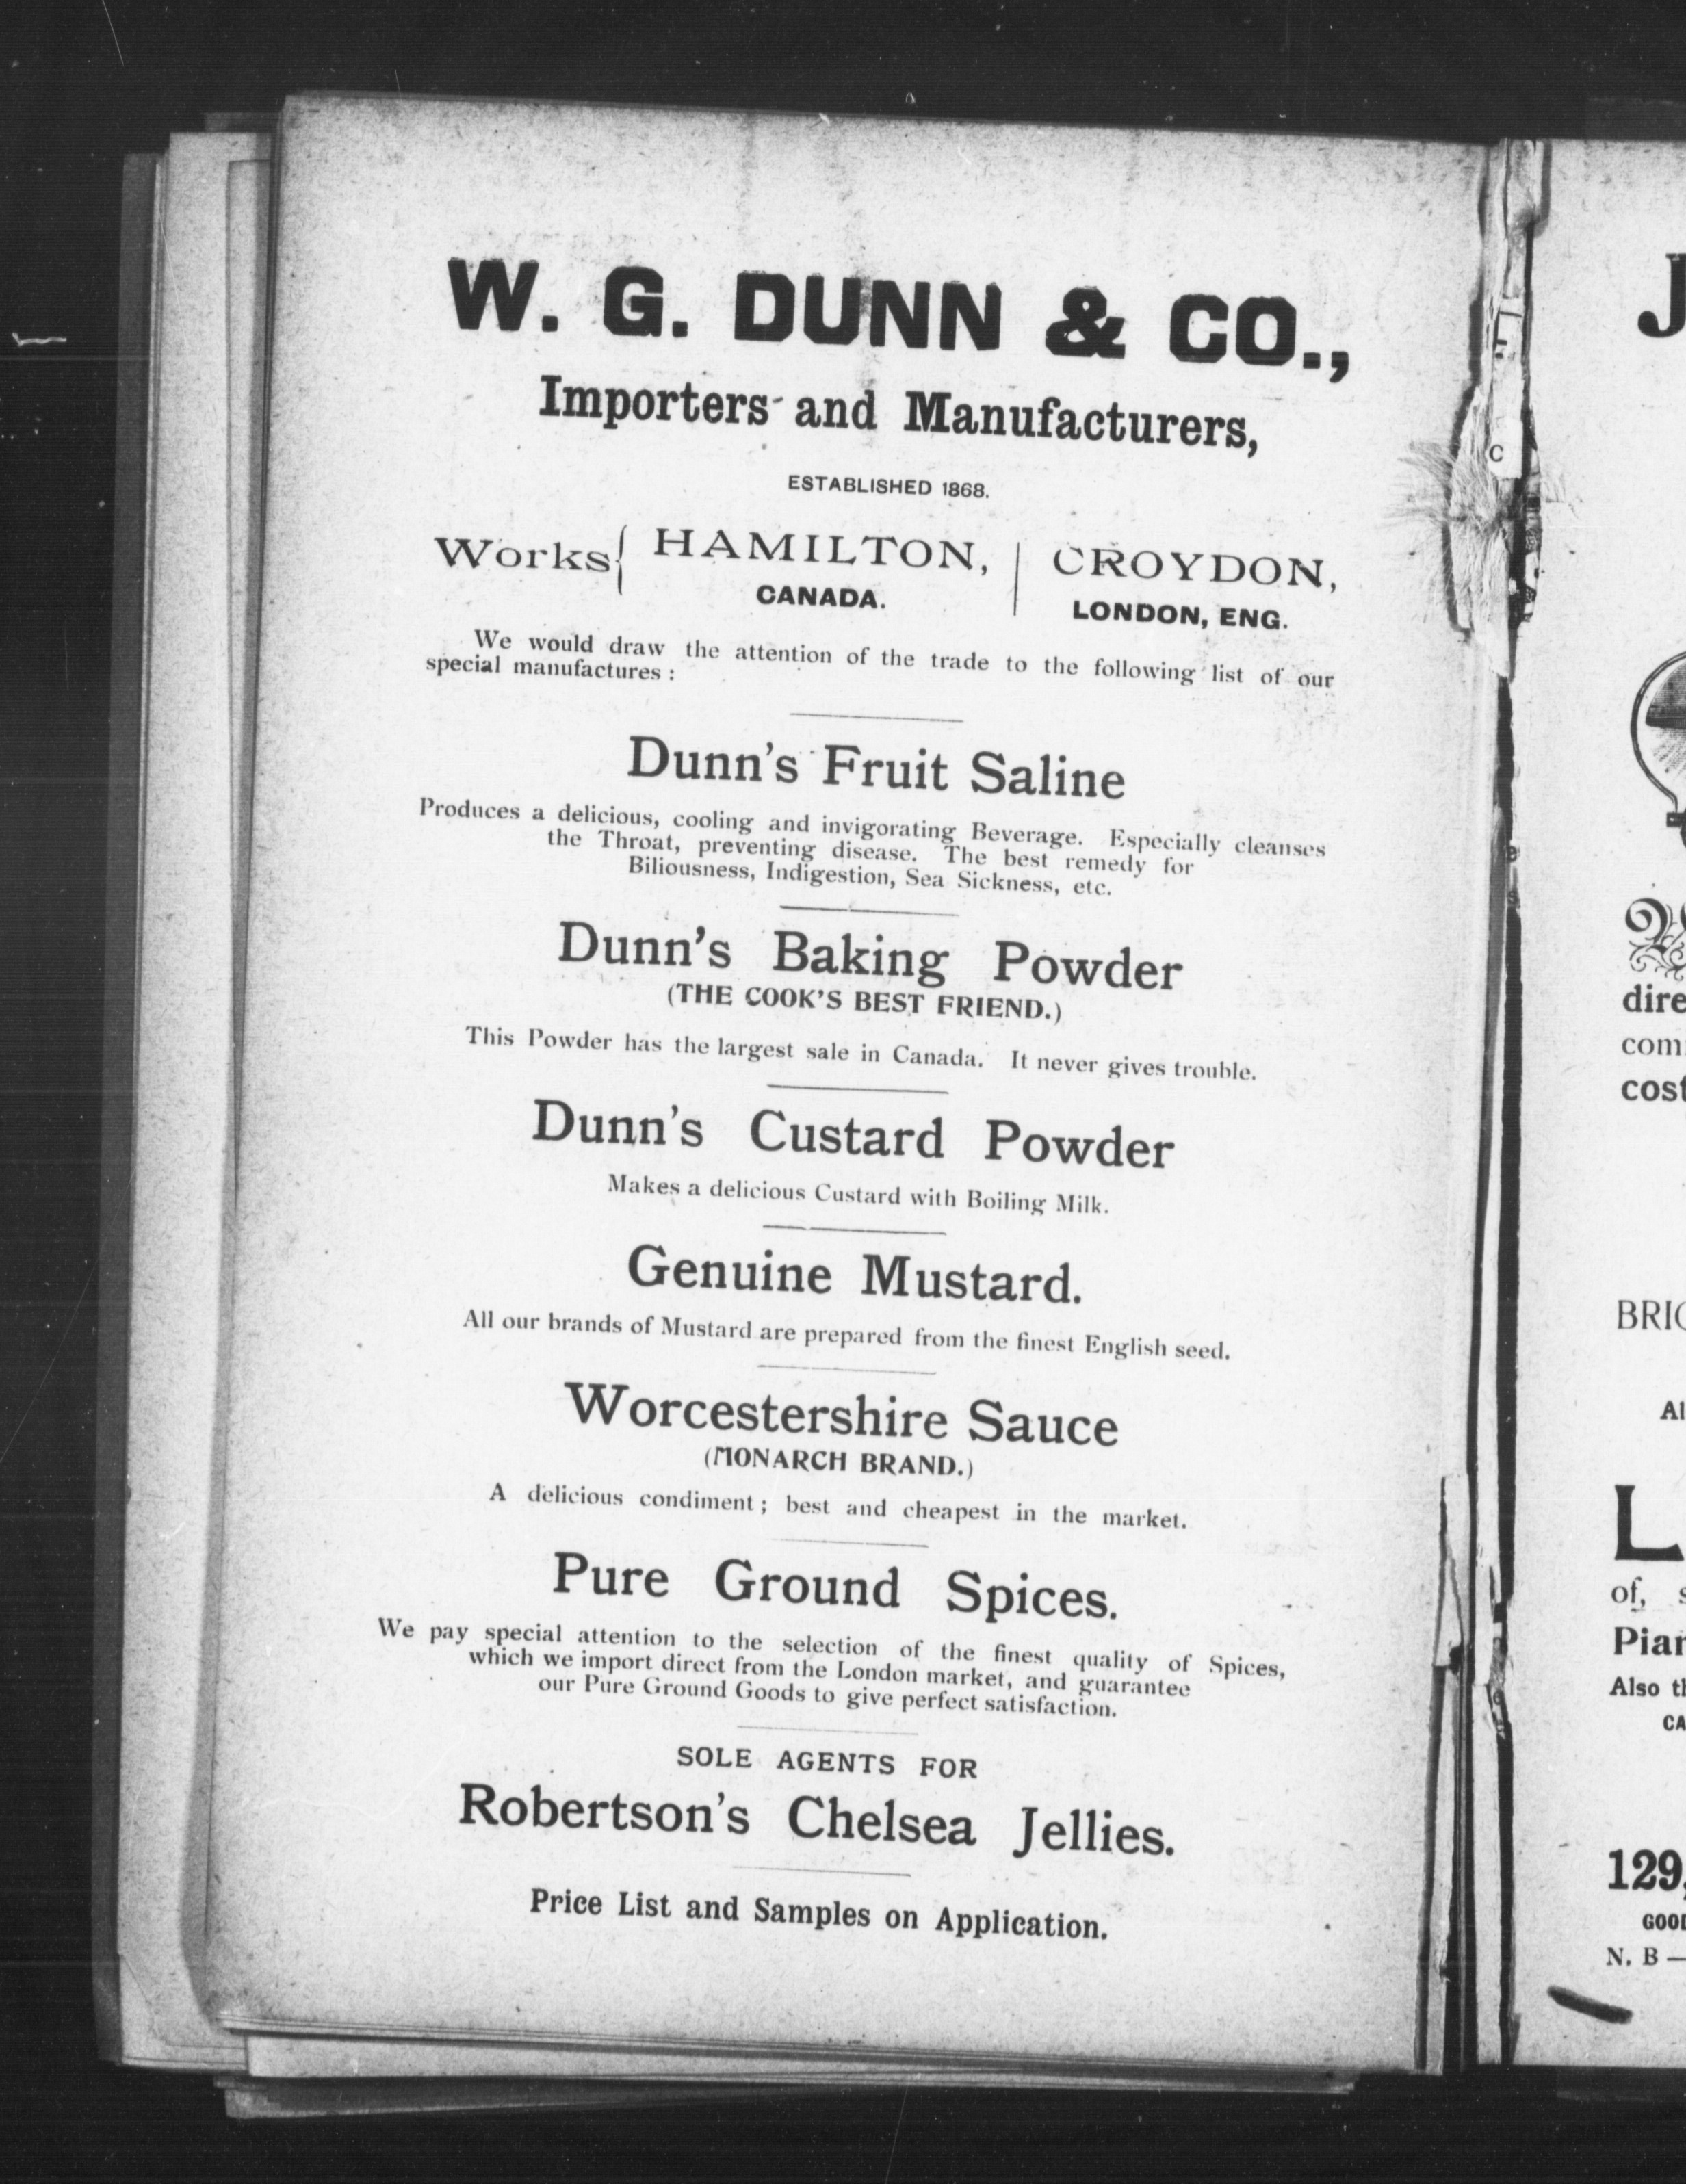 W. G. DUNN & CO.,
Importers and Manufacturers,
ESTABLISHED 1868.
Works { HAMILTON, | CROYDON,
CANADA. LONDON, ENG.
We would draw the attention of the trade to the following list of our
special manufactures :
Dunn's Fruit Saline
Produces a delicious, cooling and invigorating Beverage. Especially cleanses
the Throat, preventing disease. The best remedy for
Biliousness, Indigestion, Sea Sickness, etc.
Dunn's Baking Powder
(THE COOK'S BEST FRIEND.)
This Powder has the largest sale in Canada. It never gives trouble.
Dunn's Custard Powder
Makes a delicious Custard with Boiling Milk.
Genuine Mustard.
All our brands of Mustard are prepared from the finest English seed.
Worcestershire Sauce
(MONARCH BRAND.)
A delicious condiment ; best and cheapest in the market.
Pure Ground Spices.
We pay special attention to the selection of the finest quality of Spices,
which we import direct from the London market, and guarantee
our Pure Ground Goods to give perfect satisfaction.
SOLE AGENTS FOR
Robertson's Chelsea Jellies.
Price List and Samples on Application.
J
dire
com
cost
BRIC
Al
L
of, s
Pian
Also th
CA
129,
GOOD
N. B —